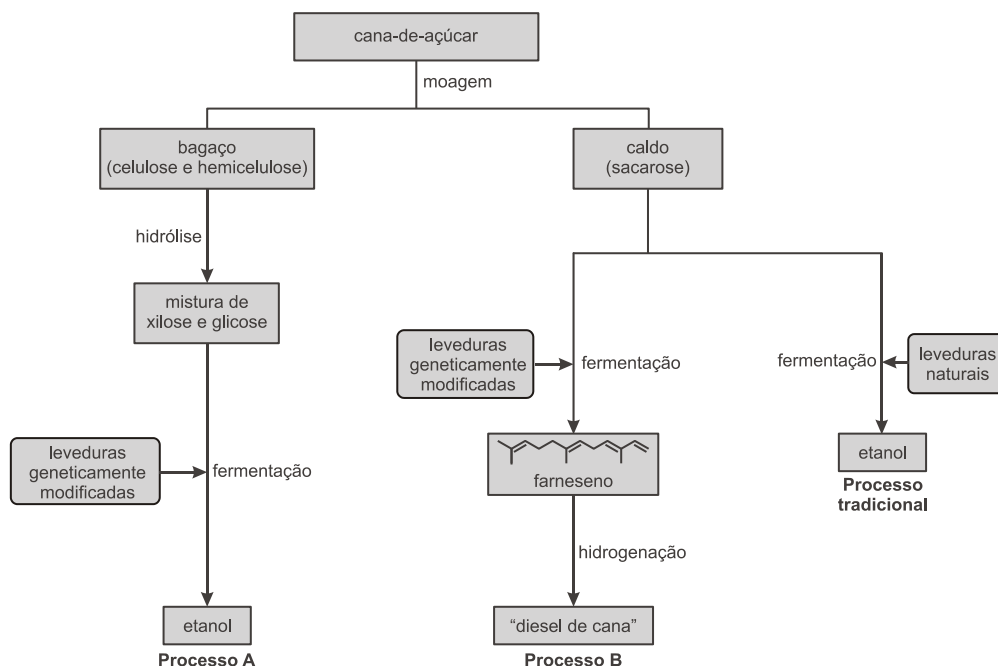 cana-de-açúcar
moagem
bagaço
(celulose e hemicelulose)
caldo
(sacarose)
hidrólise
mistura de
xilose e glicose
leveduras
geneticamente
modificadas
fermentação
fermentação
leveduras
naturais
farneseno
etanol
Processo
tradicional
leveduras
geneticamente
modificadas
fermentação
hidrogenação
etanol
Processo A
“diesel de cana”
Processo B